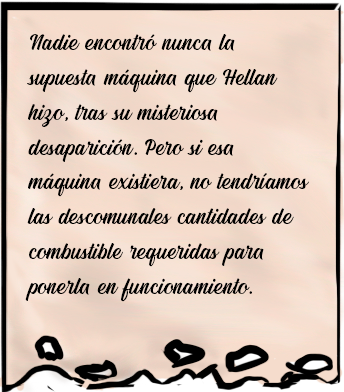 Nadie encontró nunca la
supuesta máquina que Hellan
hizo, tras su misteriosa
desaparición. Pero si esa
máquina existiera, no tendríamos
las descomunales cantidades de
combustible requeridas para
ponerla en funcionamiento.